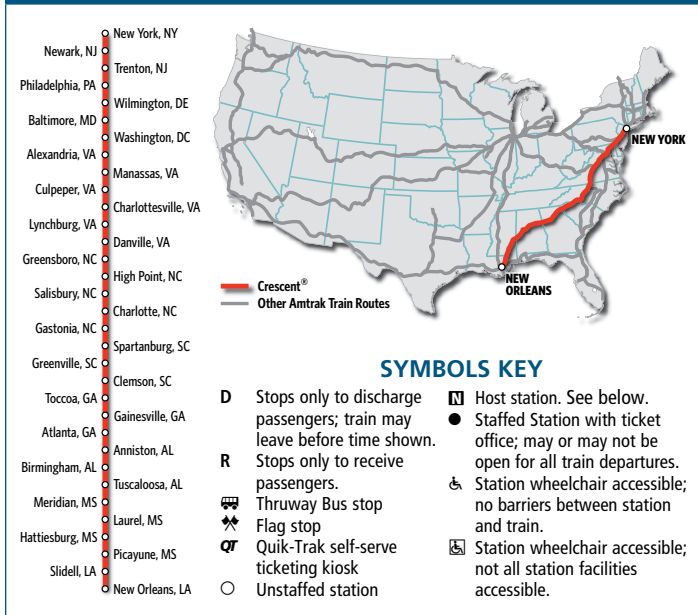 New York, NY
Newark, NJ
Trenton, NJ
Philadelphia, PA
Wilmington, DE
Baltimore, MD
Washington, DC
Alexandria, VA
Manassas, VA
Culpeper, VA
Charlottesville, VA
Lynchburg, VA
Danville, VA
Greensboro, NC
High Point, NC
Salisbury, NC
Charlotte, NC
Gastonia, NC
Spartanburg, SC
Greenville, SC
Clemson, SC
Toccoa, GA
Gainesville, GA
Atlanta, GA
Anniston, AL
Birmingham, AL
Tuscaloosa, AL
Meridian, MS
Laurel, MS
Hattiesburg, MS
Picayune, MS
Slidell, LA
New Orleans, LA
NEW YORK
NEW
ORLEANS
Crescent®
Other Amtrak Train Routes
SYMBOLS KEY
D Stops only to discharge
passengers; train may
leave before time shown.
R Stops only to receive
passengers.
Thruway Bus stop
Flag stop
QT Quik-Trak self-serve
ticketing kiosk
Unstaffed station
N Host station. See below.
Staffed Station with ticket
office; may or may not be
open for all train departures.
Station wheelchair accessible;
no barriers between station
and train.
Station wheelchair accessible;
not all station facilities
accessible.